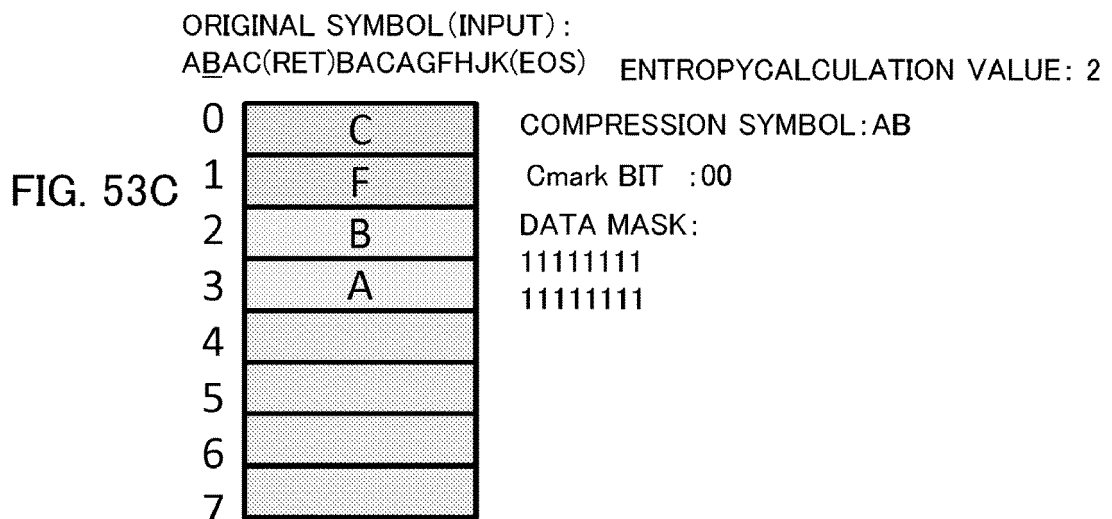 ORIGINAL SYMBOL(INPUT):
ABAC(RET)BACAGFHJK(EOS)
ENTROPYCALCULATION VALUE: 2
FIG. 53C
0 C
1 F
2 B
3 A
4
5
6
7
COMPRESSION SYMBOL:AB
Cmark BIT :00
DATA MASK:
11111111
11111111